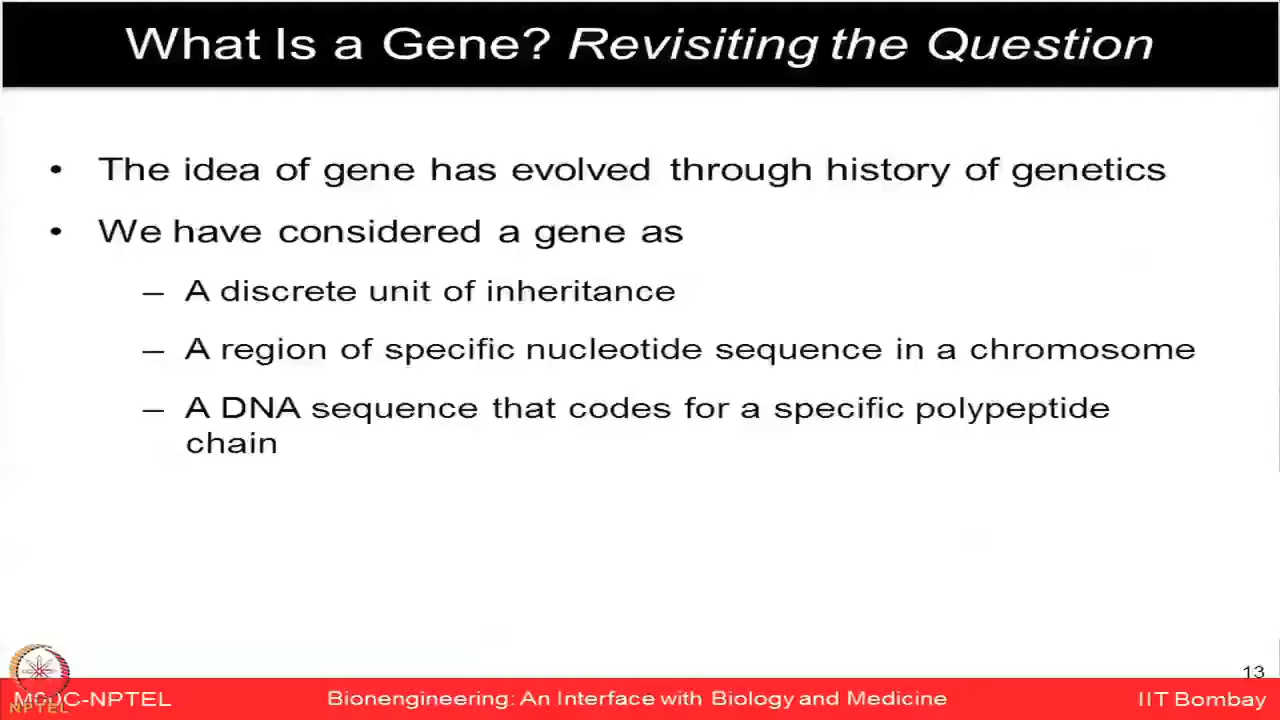 What Is a Gene? Revisiting the Question
• The idea of gene has evolved through history of genetics
• We have considered a gene as
– A discrete unit of inheritance
– A region of specific nucleotide sequence in a chromosome
– A DNA sequence that codes for a specific polypeptide
chain
13
MOOC-NPTEL Bionengineering: An Interface with Biology and Medicine IIT Bombay
NPTEL